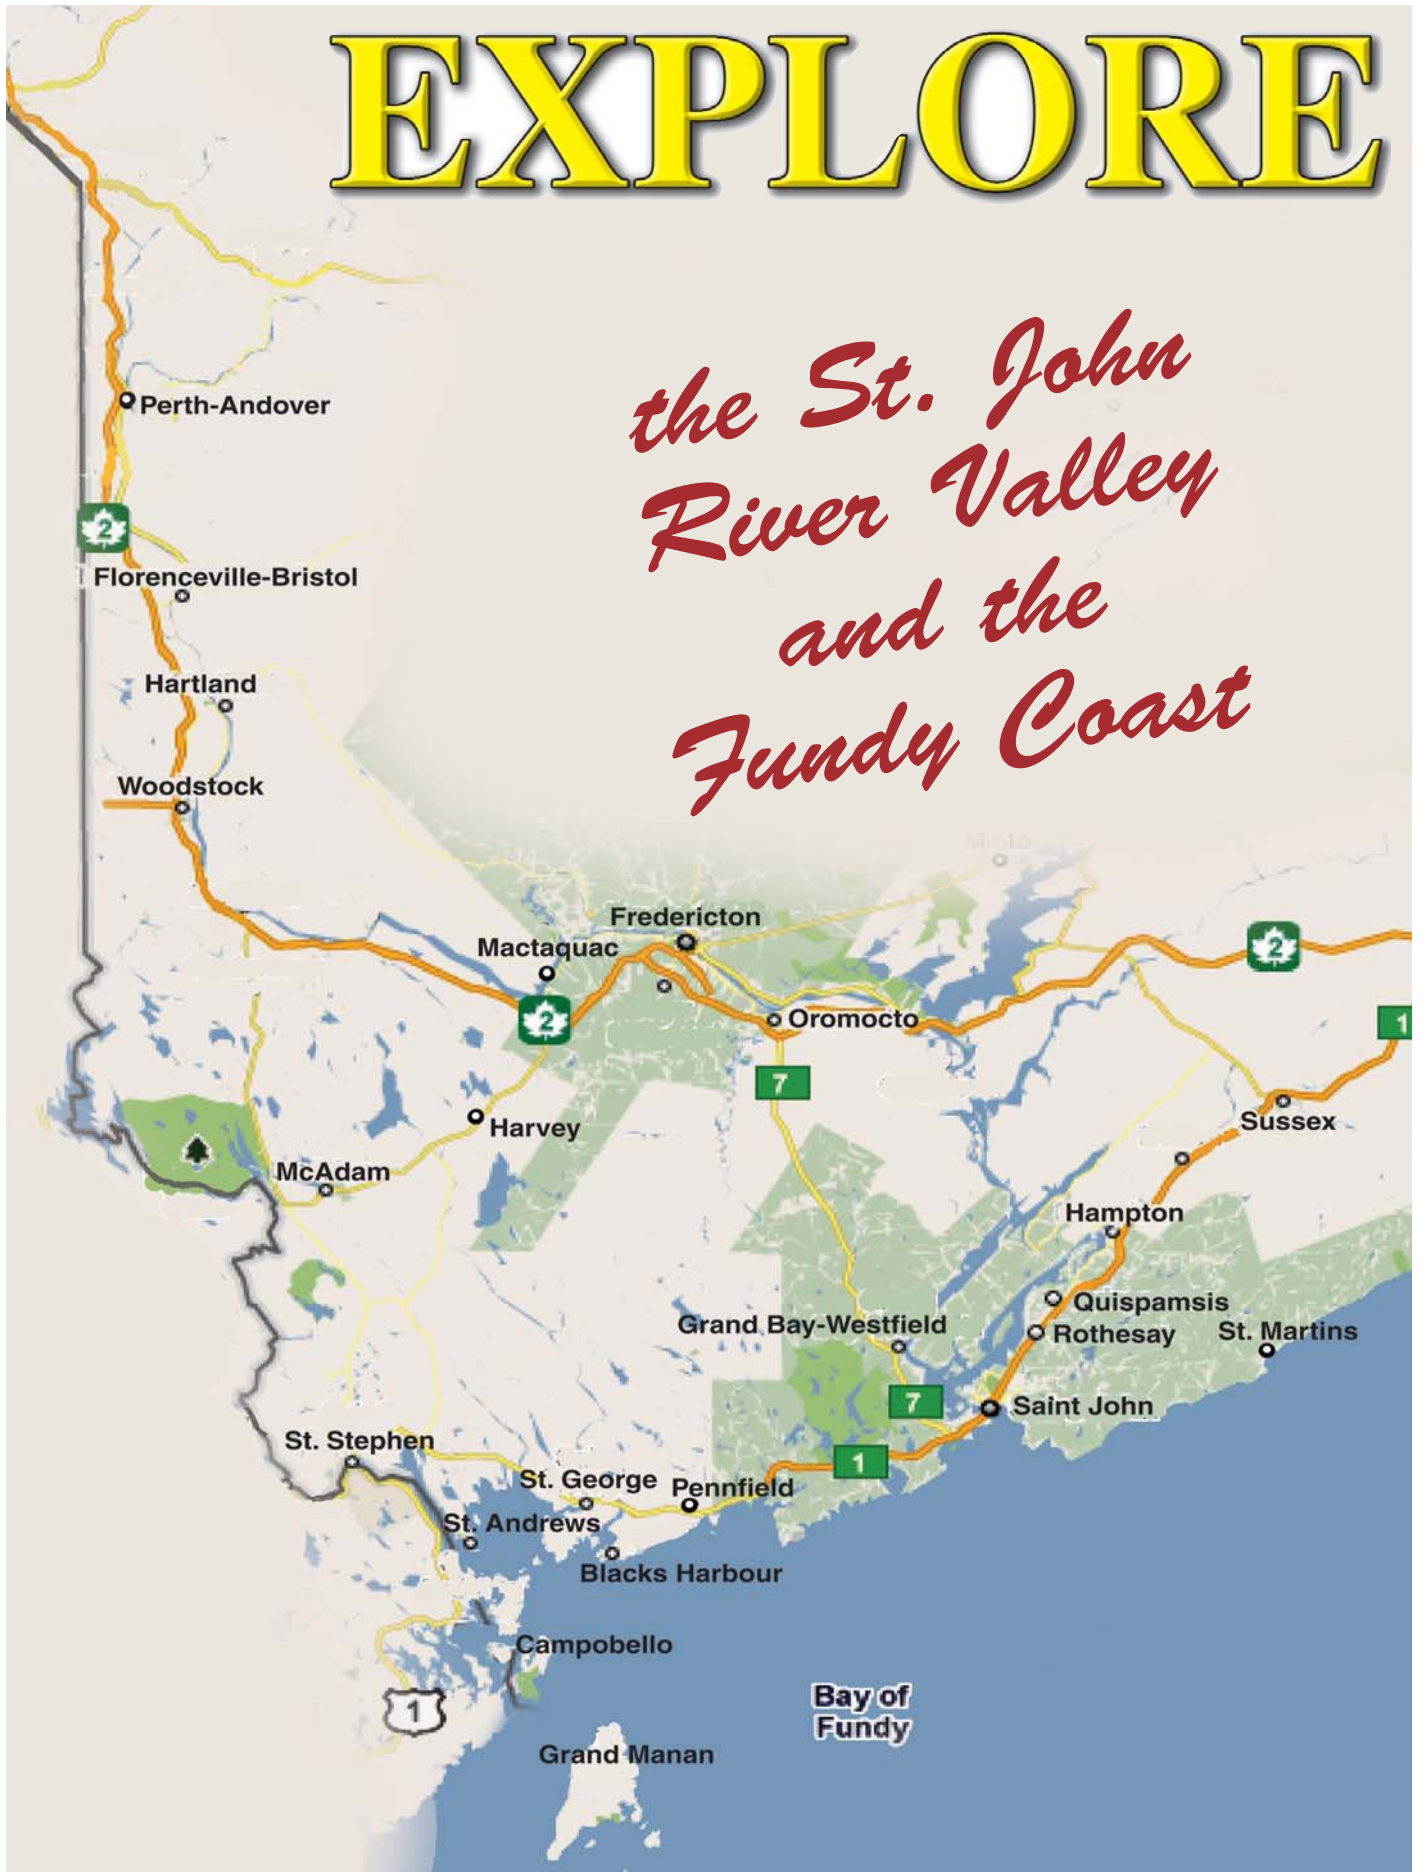 EXPLORE
the St. John
River Valley
and the
Fundy Coast
Perth-Andover
2
Florenceville-Bristol
Hartland
Woodstock
Minto
Fredericton
Mactaquac
2
2
Oromocto
1
7
Harvey
Sussex
McAdam
Hampton
Quispamsis
Grand Bay-Westfield
Rothesay
St. Martins
7
Saint John
St. Stephen
1
St. George
Pennfield
St. Andrews
Blacks Harbour
Campobello
1
Bay of
Fundy
Grand Manan